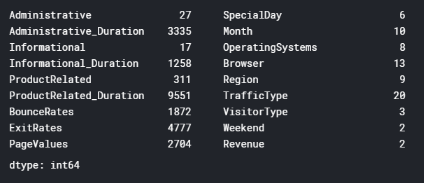 Administrative 27 SpecialDay 6
Administrative_Duration 3335 Month 10
Informational 17 OperatingSystems 8
Informational_Duration 1258 Browser 13
ProductRelated 311 Region 9
ProductRelated_Duration 9551 TrafficType 20
BounceRates 1872 VisitorType 3
ExitRates 4777 Weekend 2
PageValues 2704 Revenue 2
dtype: int64